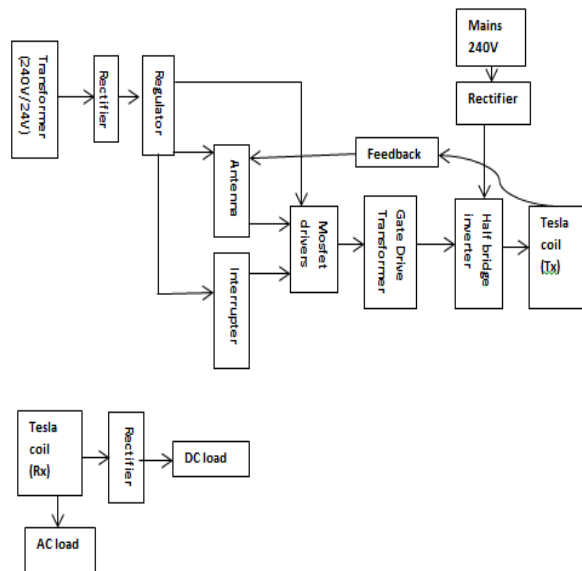 Transformer
(240V/24V)
Rectifier
Regulator
Antenna
Interrupter
Mosfet
drivers
Gate Drive
Transformer
Feedback
Mains
240V
Rectifier
Half bridge
inverter
Tesla
coil
(Tx)
Tesla
coil
(Rx)
Rectifier
DC load
AC load